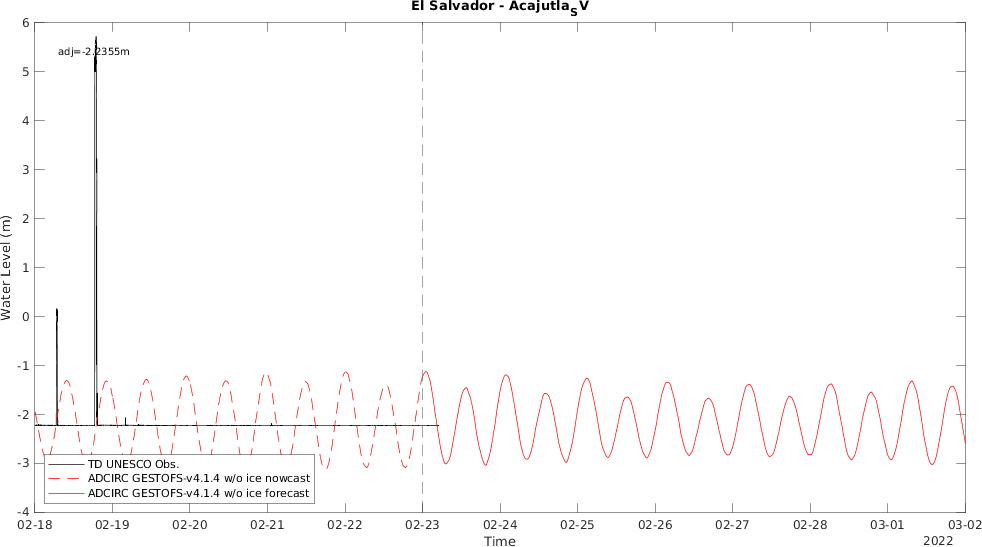 El Salvador - AcajutlaSV
adj=-2.2355m
Water Level (m)
6
5
4
3
2
1
0
-1
-2
-3
-4
TD UNESCO Obs.
ADCIRC GESTOFS-v4.1.4 w/o ice nowcast
ADCIRC GESTOFS-v4.1.4 w/o ice forecast
02-18 02-19 02-20 02-21 02-22 02-23 02-24 02-25 02-26 02-27 02-28 03-01 03-02
Time
2022